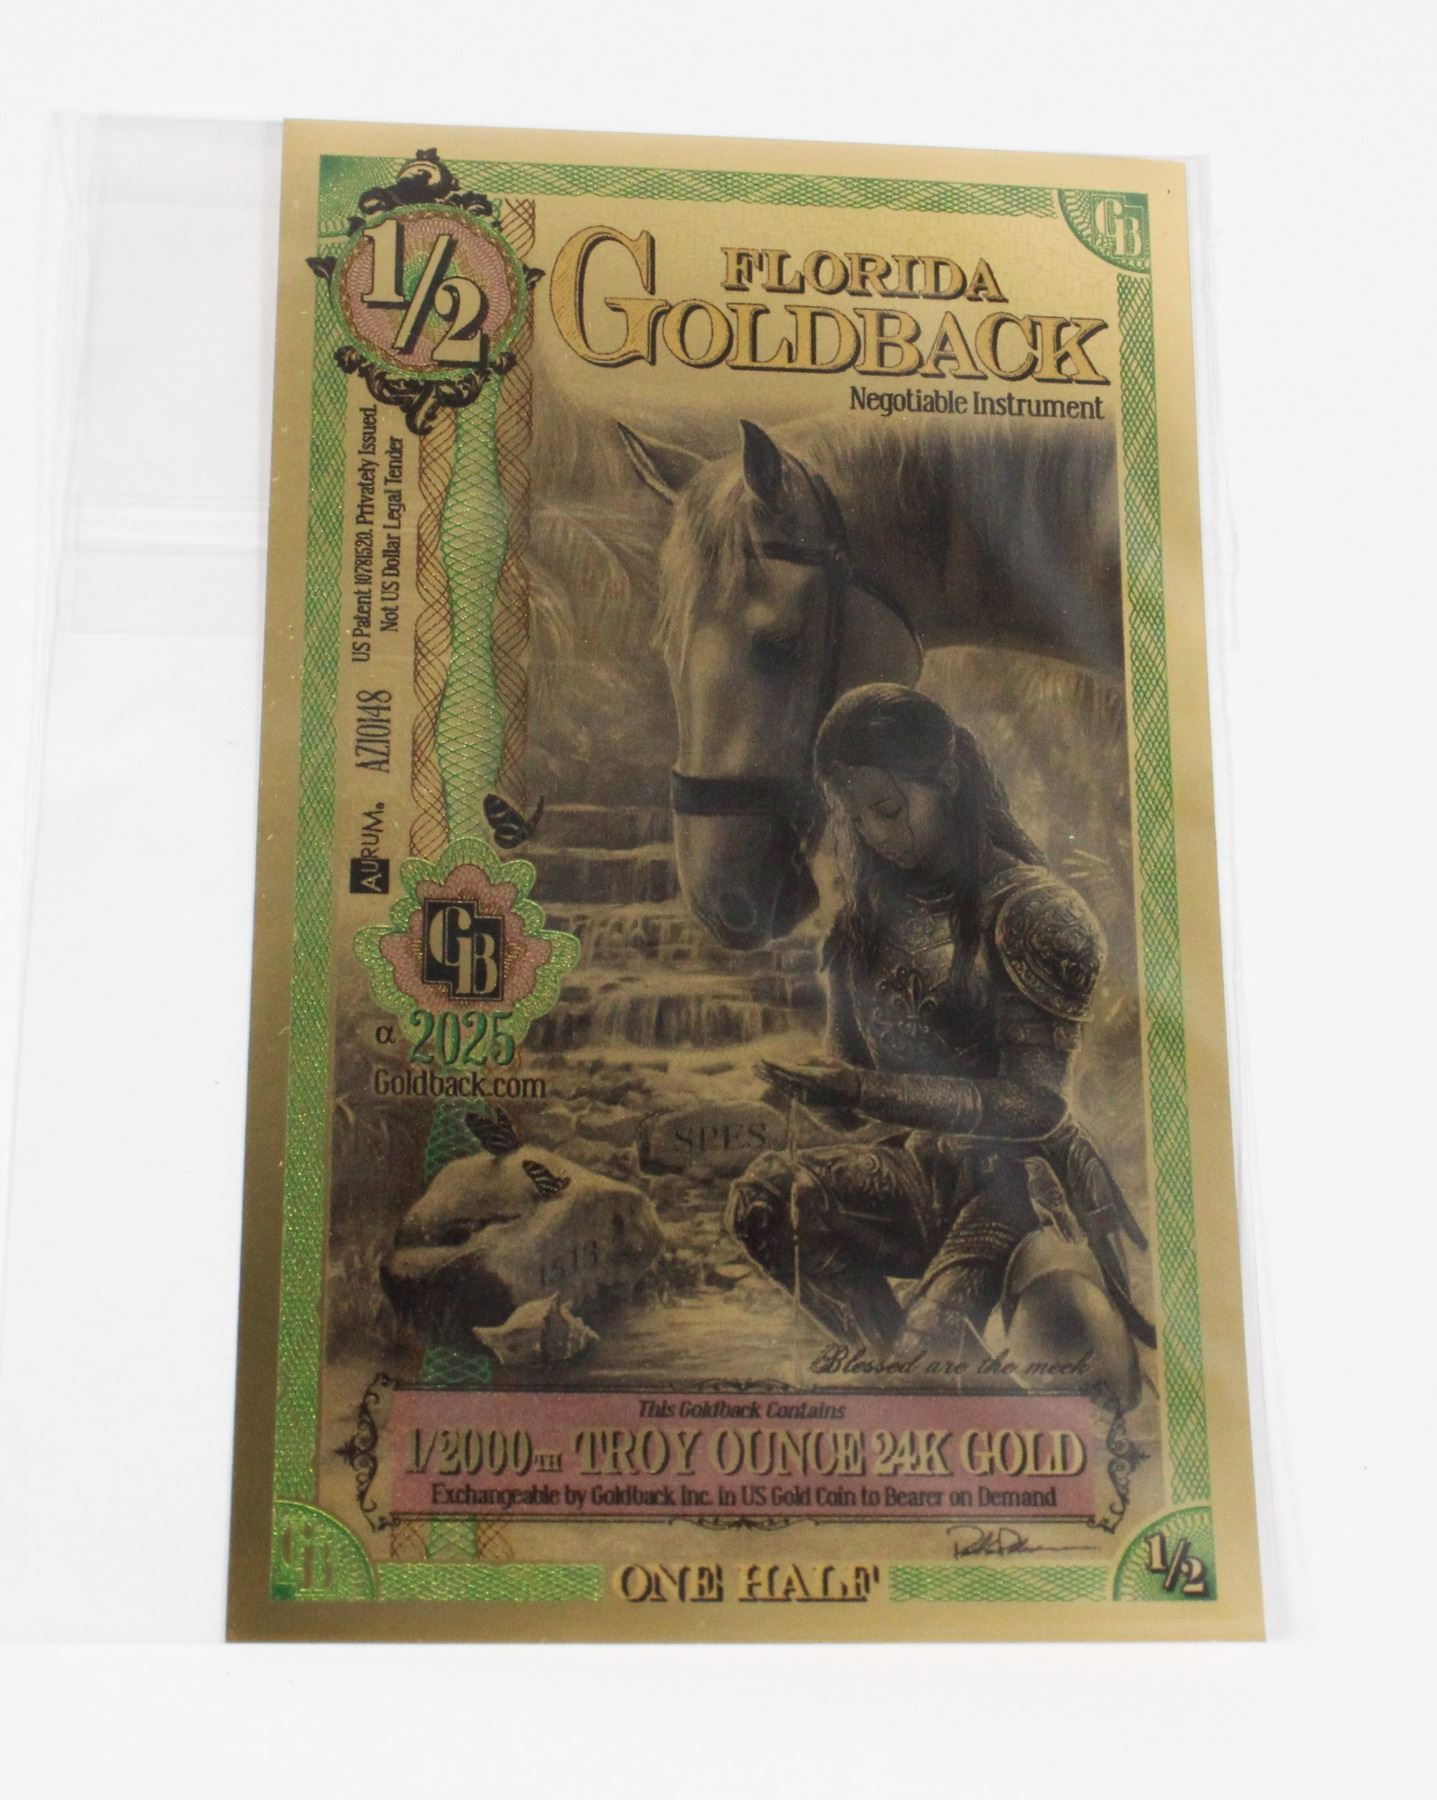 1/2
FLORIDA
GOLDBACK
Negotiable Instrument
GB
US Patent 10781520. Privately Issued.
Not US Dollar Legal Tender
AZ10148
AURUM®
GB
α 2025
Goldback.com
SPES
1513
Blessed are the meek
This Goldback Contains
1/2000TH TROY OUNCE 24K GOLD
Exchangeable by Goldback Inc. in US Gold Coin to Bearer on Demand
GB
ONE HALF
1/2